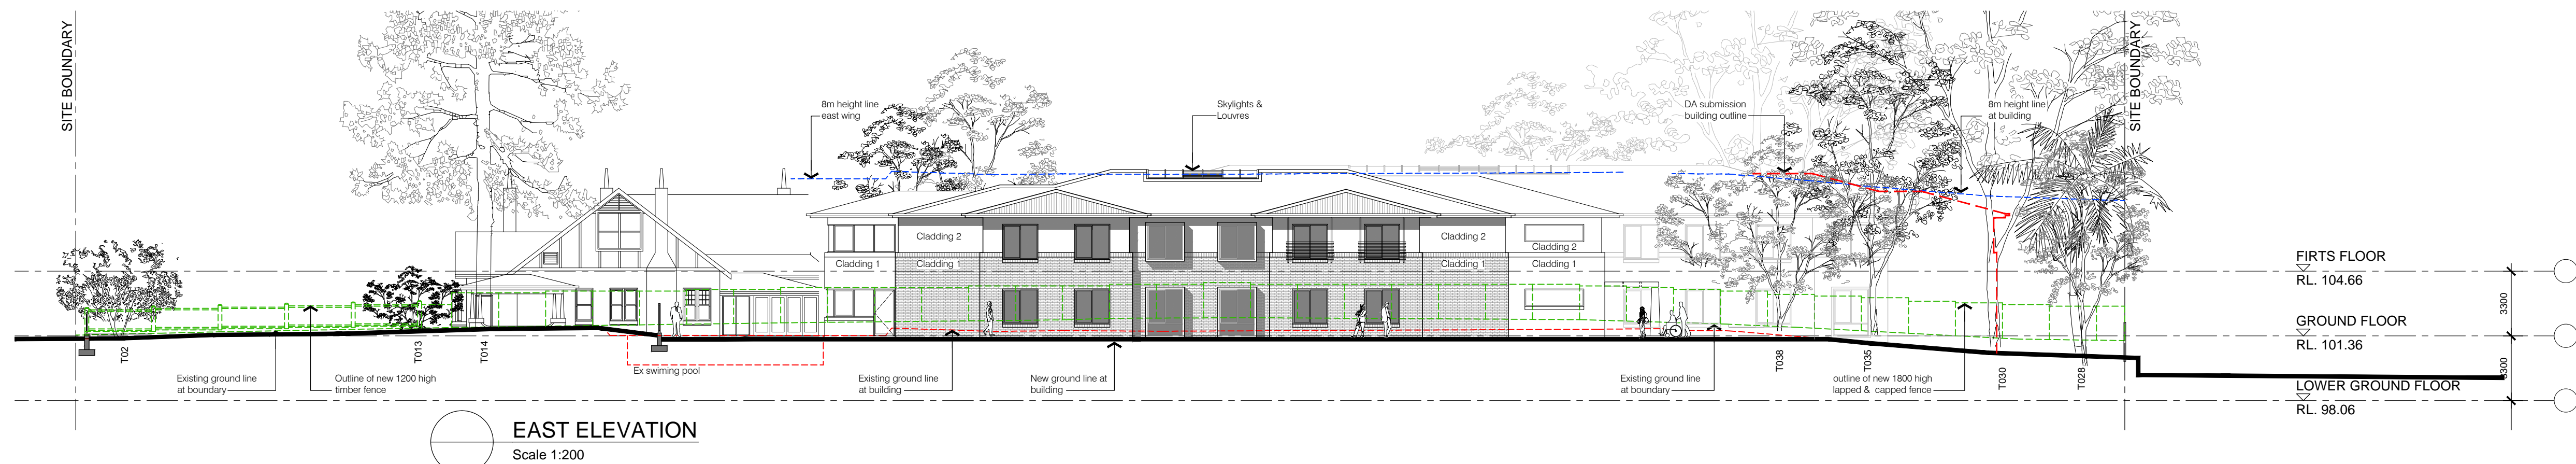 SITE BOUNDARY
8m height line
east wing
Skylights &
Louvres
DA submission
building outline
8m height line
at building
SITE BOUNDARY
Cladding 2
Cladding 2
Cladding 2
Cladding 1
Cladding 1
Cladding 1
Cladding 1
FIRTS FLOOR
RL. 104.66
3300
GROUND FLOOR
RL. 101.36
3300
LOWER GROUND FLOOR
RL. 98.06
T02
T013
T014
T038
T035
T030
T028
Existing ground line
at boundary
Outline of new 1200 high
timber fence
Ex swiming pool
Existing ground line
at building
New ground line at
building
Existing ground line
at boundary
outline of new 1800 high
lapped & capped fence
EAST ELEVATION
Scale 1:200